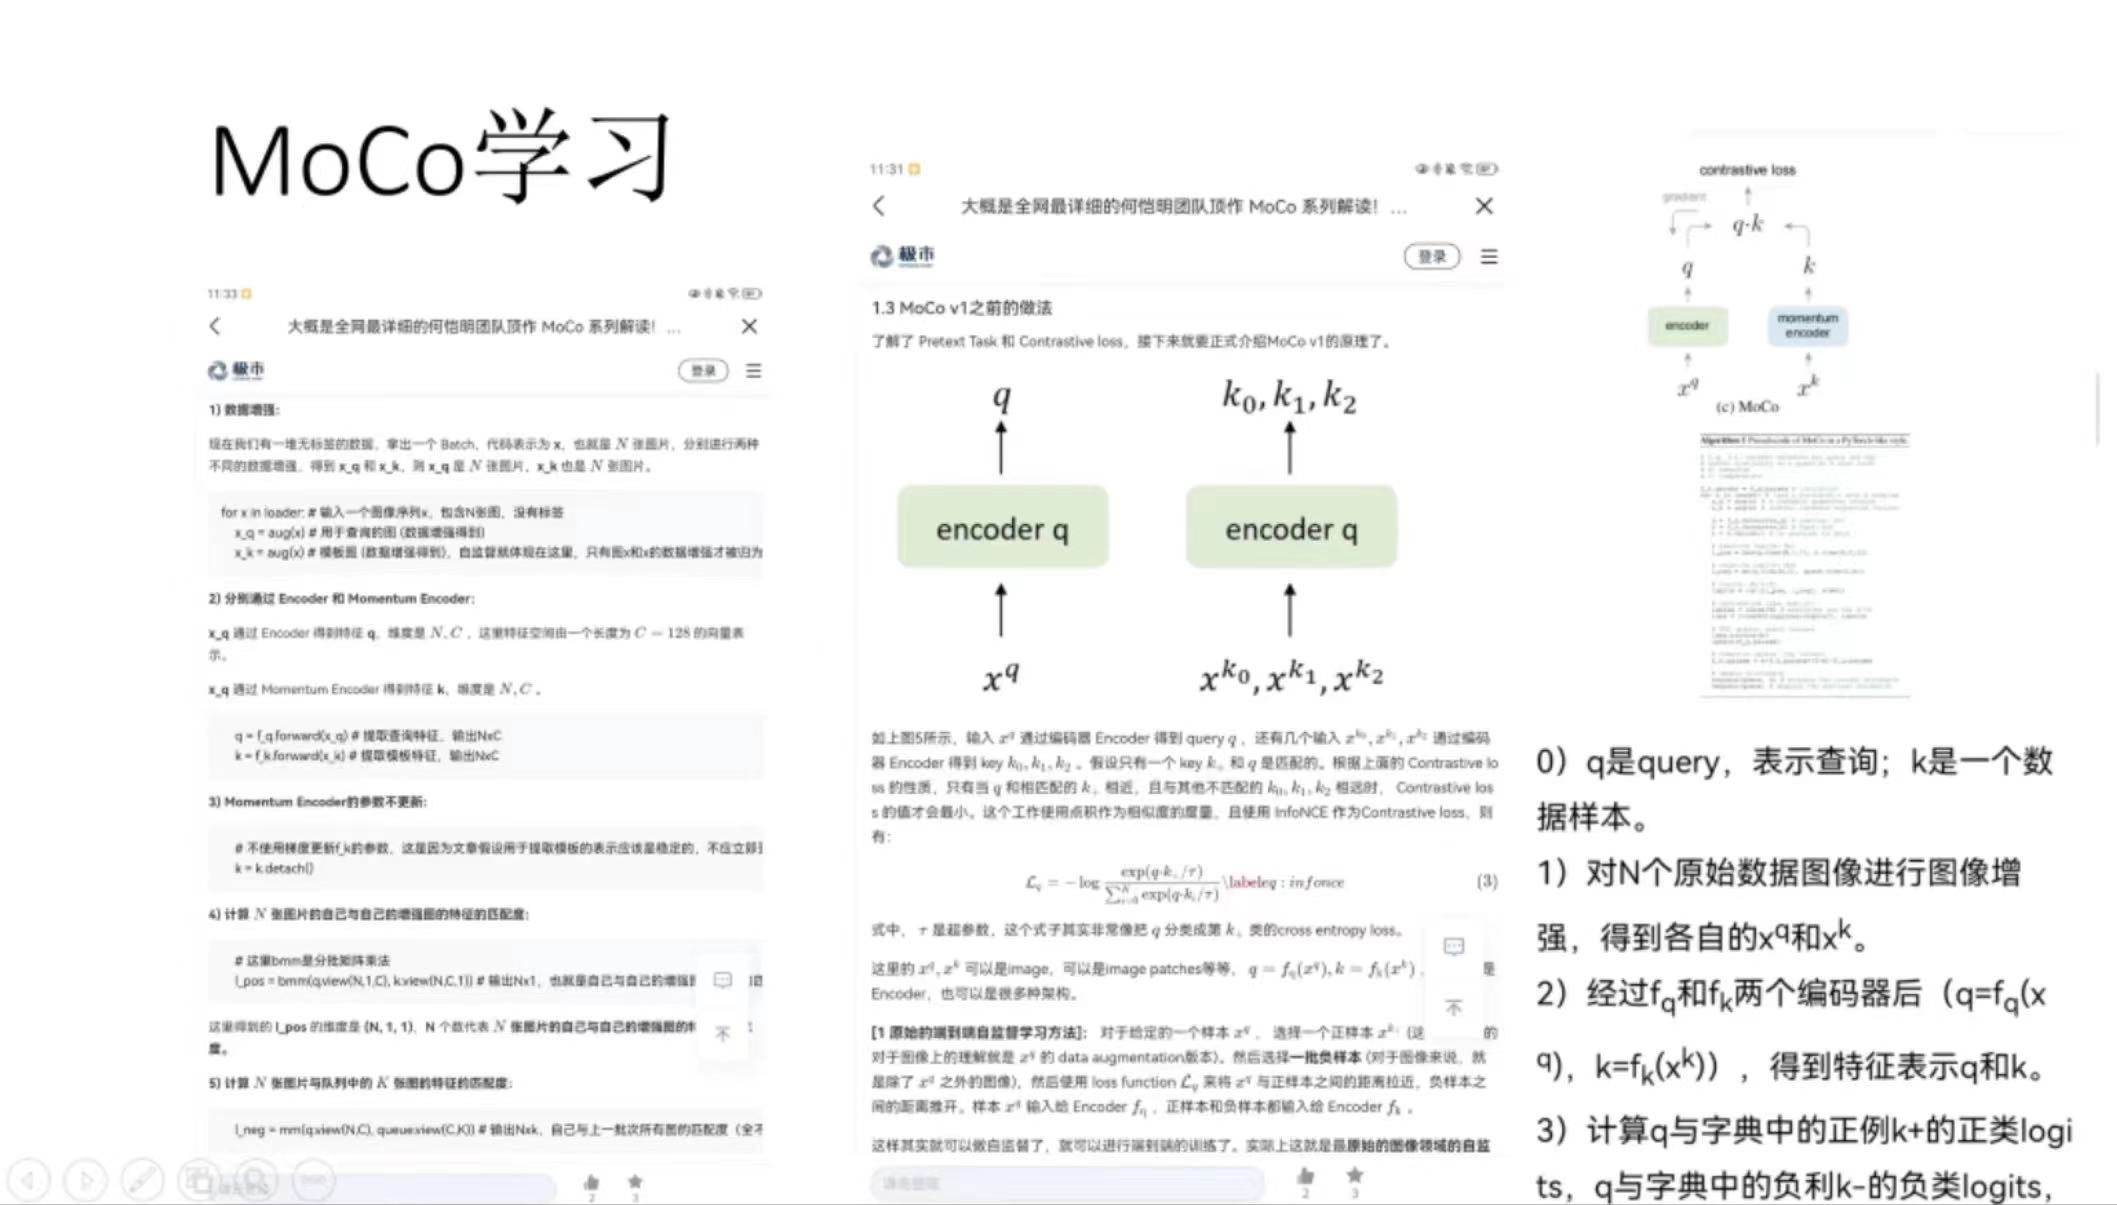 MoCo学习
11:33
大概是全网最详细的何恺明团队顶作 MoCo 系列解读！ ...
极市
登录
1) 数据增强:
现在我们有一堆无标签的数据，拿出一个 Batch，代码表示为 x，也就是 N 张图片，分别进行两种
不同的数据增强，得到 x_q 和 x_k，则 x_q 是 N 张图片，x_k 也是 N 张图片。
for x in loader: # 输入一个图像序列x，包含N张图，没有标签
x_q = aug(x) # 用于查询的图 (数据增强得到)
x_k = aug(x) # 模板图 (数据增强得到)，自监督就体现在这里，只有图x和x的数据增强才被归为
2) 分别通过 Encoder 和 Momentum Encoder:
x_q 通过 Encoder 得到特征 q，维度是 N, C ，这里特征空间由一个长度为 C = 128 的向量表
示。
x_q 通过 Momentum Encoder 得到特征 k，维度是 N, C 。
q = f_q.forward(x_q) # 提取查询特征，输出NxC
k = f_k.forward(x_k) # 提取模板特征，输出NxC
3) Momentum Encoder的参数不更新:
# 不使用梯度更新f_k的参数，这是因为文章假设用于提取模板的表示应该是稳定的，不应立即
k = k.detach()
4) 计算 N 张图片的自己与自己的增强图的特征的匹配度:
# 这里bmm是分批矩阵乘法
l_pos = bmm(q.view(N,1,C), k.view(N,C,1)) # 输出Nx1，也就是自己与自己的增强
这里得到的 l_pos 的维度是 (N, 1, 1)，N 个数代表 N 张图片的自己与自己的增强图的
度。
5) 计算 N 张图片与队列中的 K 张图的特征的匹配度:
l_neg = mm(q.view(N,C), queue.view(C,K)) # 输出Nxk，自己与上一批次所有图的匹配度（全不
2
3
11:31
大概是全网最详细的何恺明团队顶作 MoCo 系列解读！ ...
极市
登录
1.3 MoCo v1之前的做法
了解了 Pretext Task 和 Contrastive loss，接下来就要正式介绍MoCo v1的原理了。
q k₀, k₁, k₂
encoder q encoder q
x^q x^k₀, x^k₁, x^k₂
如上图5所示，输入 x^q 通过编码器 Encoder 得到 query q ，还有几个输入 x^k₀, x^k₁, x^k₂ 通过编码
器 Encoder 得到 key k₀, k₁, k₂ 。假设只有一个 key k₊ 和 q 是匹配的。根据上面的 Contrastive lo
ss 的性质，只有当 q 和相匹配的 k₊ 相近，且与其他不匹配的 k₀, k₁, k₂ 相远时， Contrastive los
s 的值才会最小。这个工作使用点积作为相似度的度量，且使用 InfoNCE 作为Contrastive loss，则
有:
L_q = − log exp(q·k₊/τ) / ∑_{i=0}^{K} exp(q·k_i/τ) \labeleq : infonce (3)
式中， τ 是超参数，这个式子其实非常像把 q 分类成第 k₊ 类的cross entropy loss。
这里的 x^q, x^k 可以是image，可以是image patches等等， q = f_q(x^q), k = f_k(x^k) ， 是
Encoder，也可以是很多种架构。
[1 原始的端到端自监督学习方法]： 对于给定的一个样本 x^q ， 选择一个正样本 x^k₊ (这 的
对于图像上的理解就是 x^q 的 data augmentation版本)。然后选择一批负样本 (对于图像来说，就
是除了 x^q 之外的图像)，然后使用 loss function L_q 来将 x^q 与正样本之间的距离拉近，负样本之
间的距离推开。样本 x^q 输入给 Encoder f_q ，正样本和负样本都输入给 Encoder f_k 。
这样其实就可以做自监督了，就可以进行端到端的训练了。实际上这就是最原始的图像领域的自监
2
3
contrastive loss
gradient
q·k
q k
encoder momentum encoder
x^q x^k
(c) MoCo
Algorithm 1 Pseudocode of MoCo in a PyTorch-like style.
0）q是query，表示查询；k是一个数
据样本。
1）对N个原始数据图像进行图像增
强，得到各自的x^q和x^k。
2）经过f_q和f_k两个编码器后（q=f_q(x
^q)，k=f_k(x^k)），得到特征表示q和k。
3）计算q与字典中的正例k+的正类logi
ts，q与字典中的负利k-的负类logits，